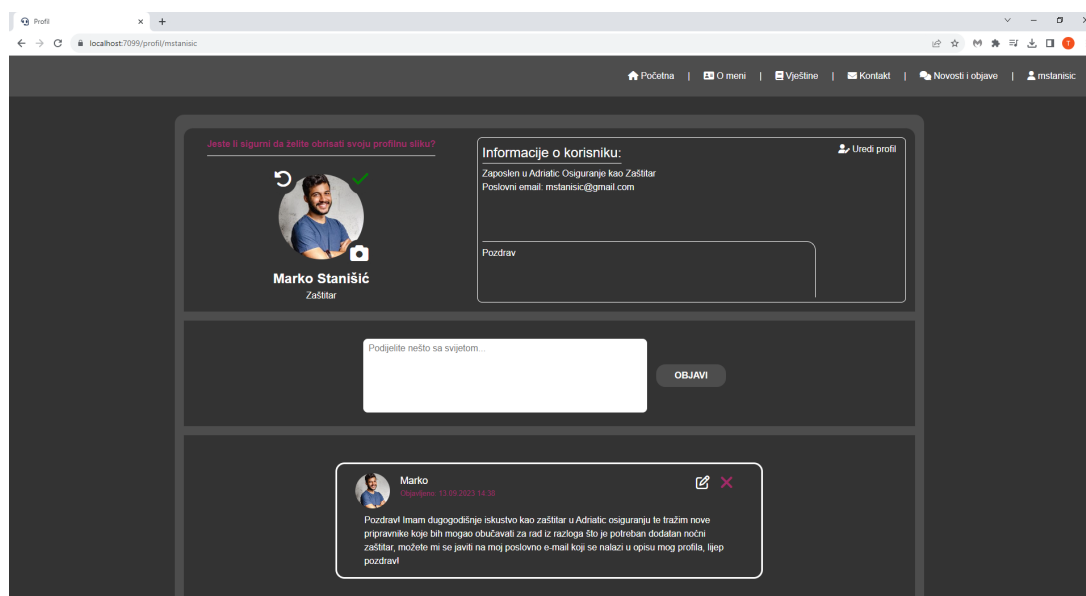 Profil
localhost:7099/profil/mstanisic
T
Početna | O meni | Vještine | Kontakt | Novosti i objave | mstanisic
Jeste li sigurni da želite obrisati svoju profilnu sliku?
Marko Stanišić
Zaštitar
Informacije o korisniku:
Uredi profil
Zaposlen u Adriatic Osiguranje kao Zaštitar
Poslovni email: mstanisic@gmail.com
Pozdrav
Podijelite nešto sa svijetom...
OBJAVI
Marko
Objavljeno: 13.09.2023 14:36
Pozdrav! Imam dugogodišnje iskustvo kao zaštitar u Adriatic osiguranju te tražim nove
pripravnike koje bih mogao obučavati za rad iz razloga što je potreban dodatan noćni
zaštitar, možete mi se javiti na moj poslovno e-mail koji se nalazi u opisu mog profila, lijep
pozdrav!